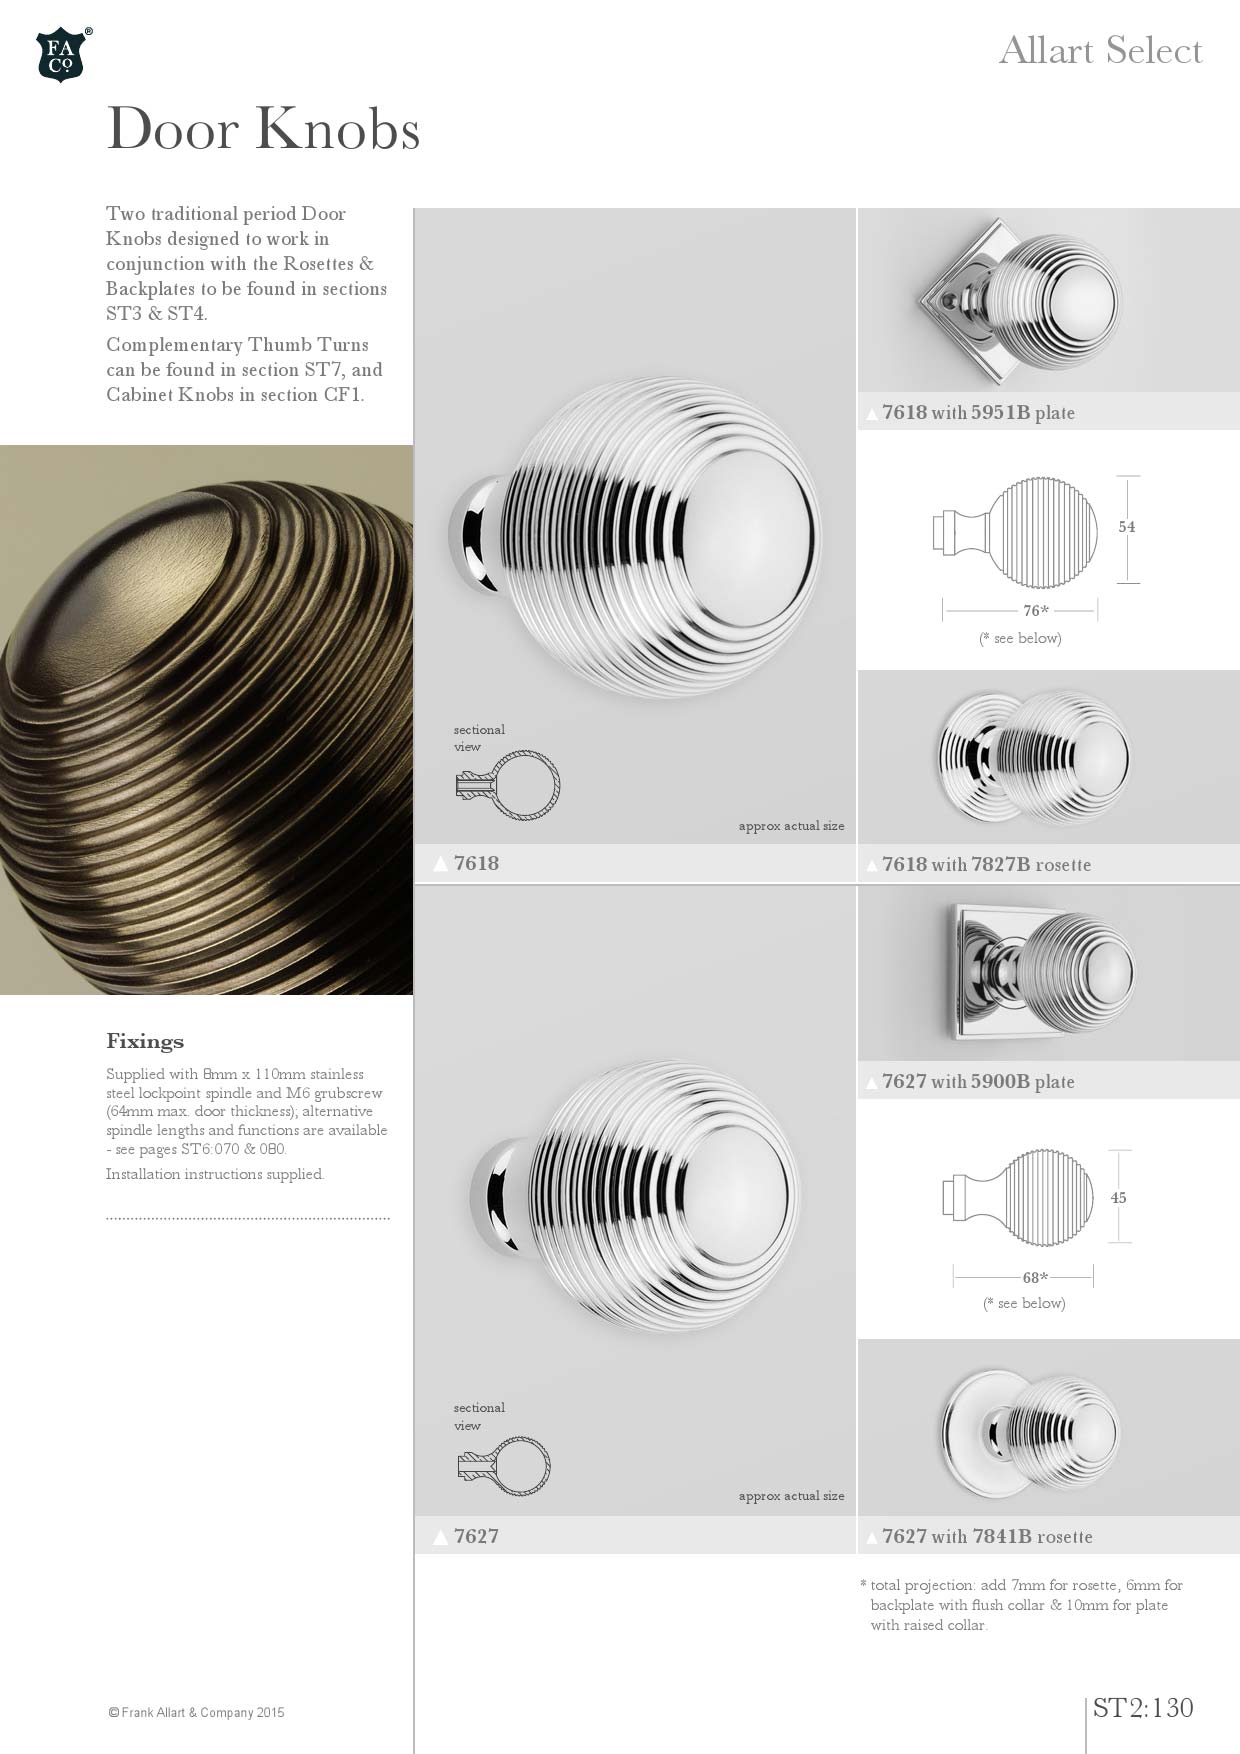 FA
Co.
®
Allart Select
Door Knobs
Two traditional period Door
Knobs designed to work in
conjunction with the Rosettes &
Backplates to be found in sections
ST3 & ST4.
Complementary Thumb Turns
can be found in section ST7, and
Cabinet Knobs in section CF1.
Fixings
Supplied with 8mm x 110mm stainless
steel lockpoint spindle and M6 grubscrew
(64mm max. door thickness); alternative
spindle lengths and functions are available
- see pages ST6:070 & 080.
Installation instructions supplied.
sectional
view
approx actual size
7618
7618 with 5951B plate
54
76*
(* see below)
7618 with 7827B rosette
sectional
view
approx actual size
7627
7627 with 5900B plate
45
68*
(* see below)
7627 with 7841B rosette
* total projection: add 7mm for rosette, 6mm for
backplate with flush collar & 10mm for plate
with raised collar.
© Frank Allart & Company 2015
ST2:130